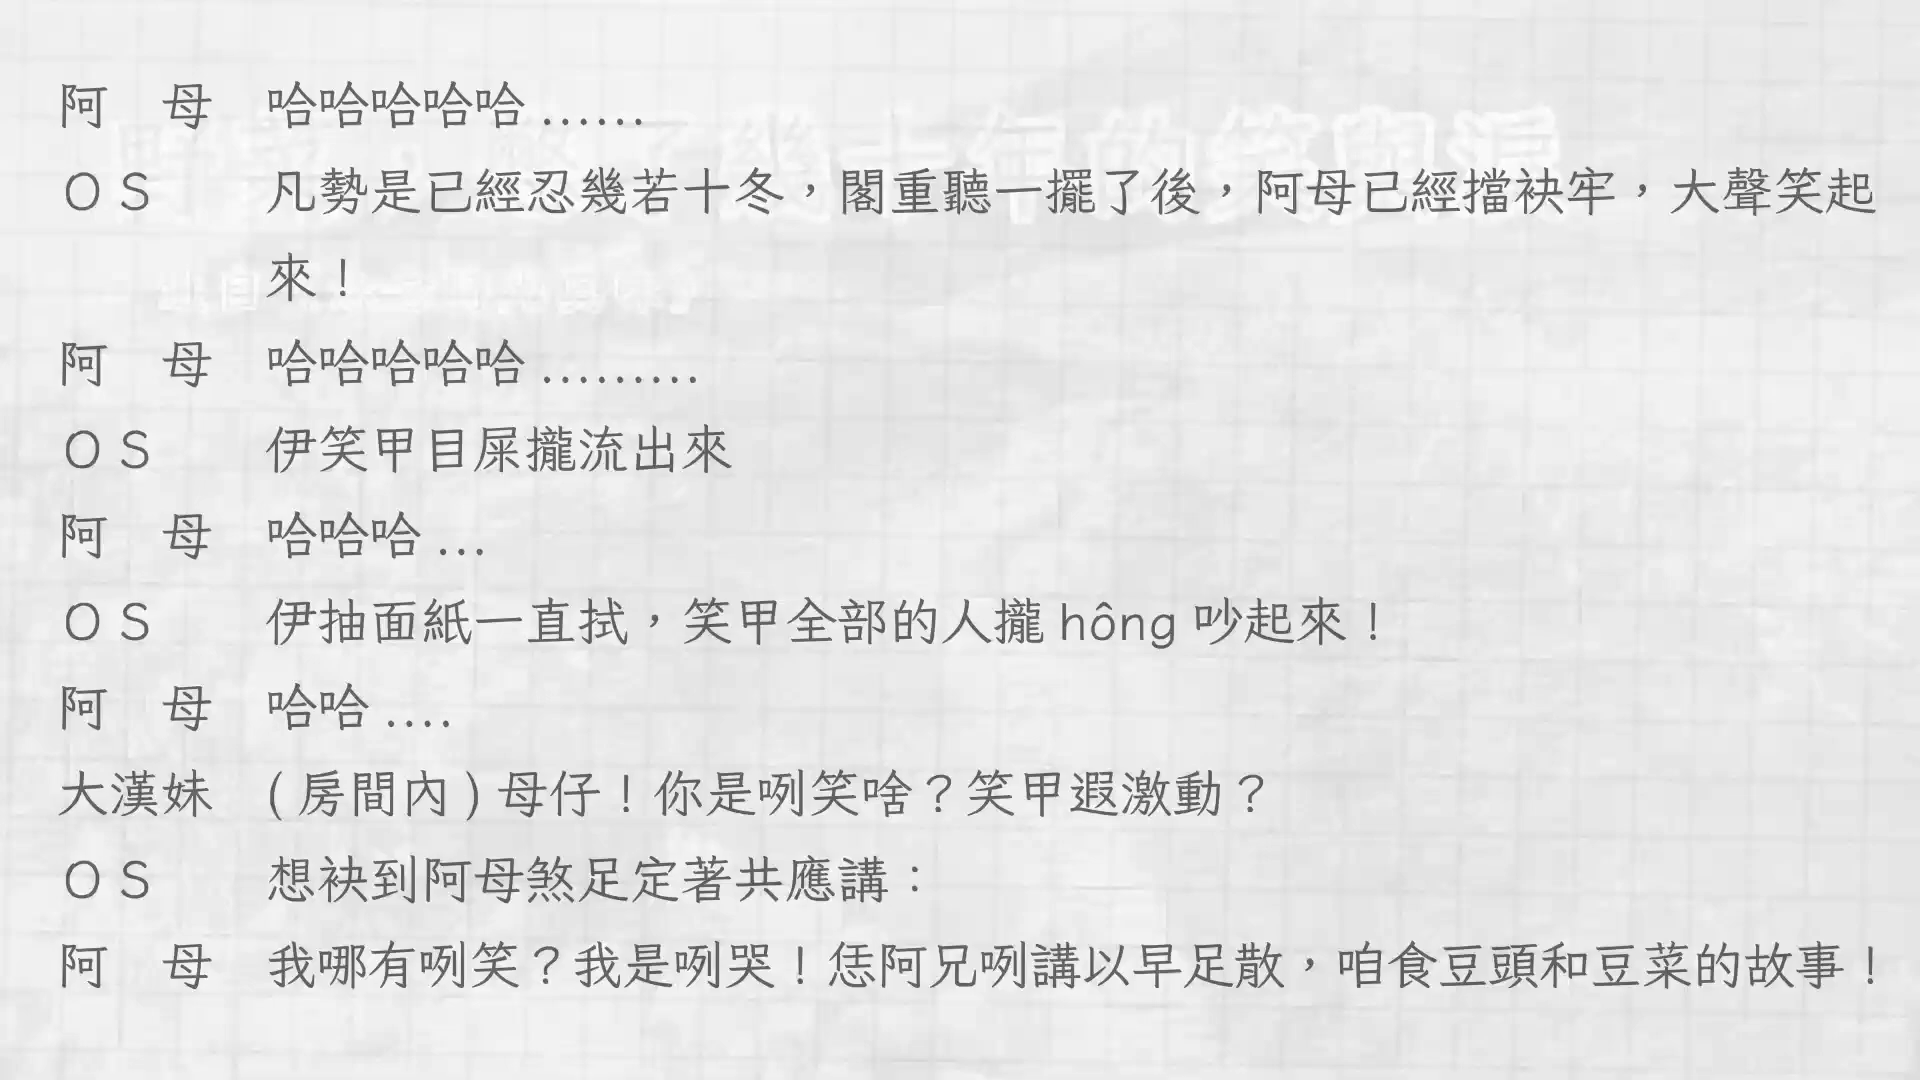 阿　母　哈哈哈哈哈......
ＯＳ　　凡勢是已經忍幾若十冬，閣重聽一擺了後，阿母已經擋袂牢，大聲笑起
來！
阿　母　哈哈哈哈哈.........
ＯＳ　　伊笑甲目屎攏流出來
阿　母　哈哈哈...
ＯＳ　　伊抽面紙一直拭，笑甲全部的人攏 hông 吵起來！
阿　母　哈哈....
大漢妹　(房間內)母仔！你是咧笑啥？笑甲遐激動？
ＯＳ　　想袂到阿母煞足定著共應講：
阿　母　我哪有咧笑？我是咧哭！恁阿兄咧講以早足散，咱食豆頭和豆菜的故事！